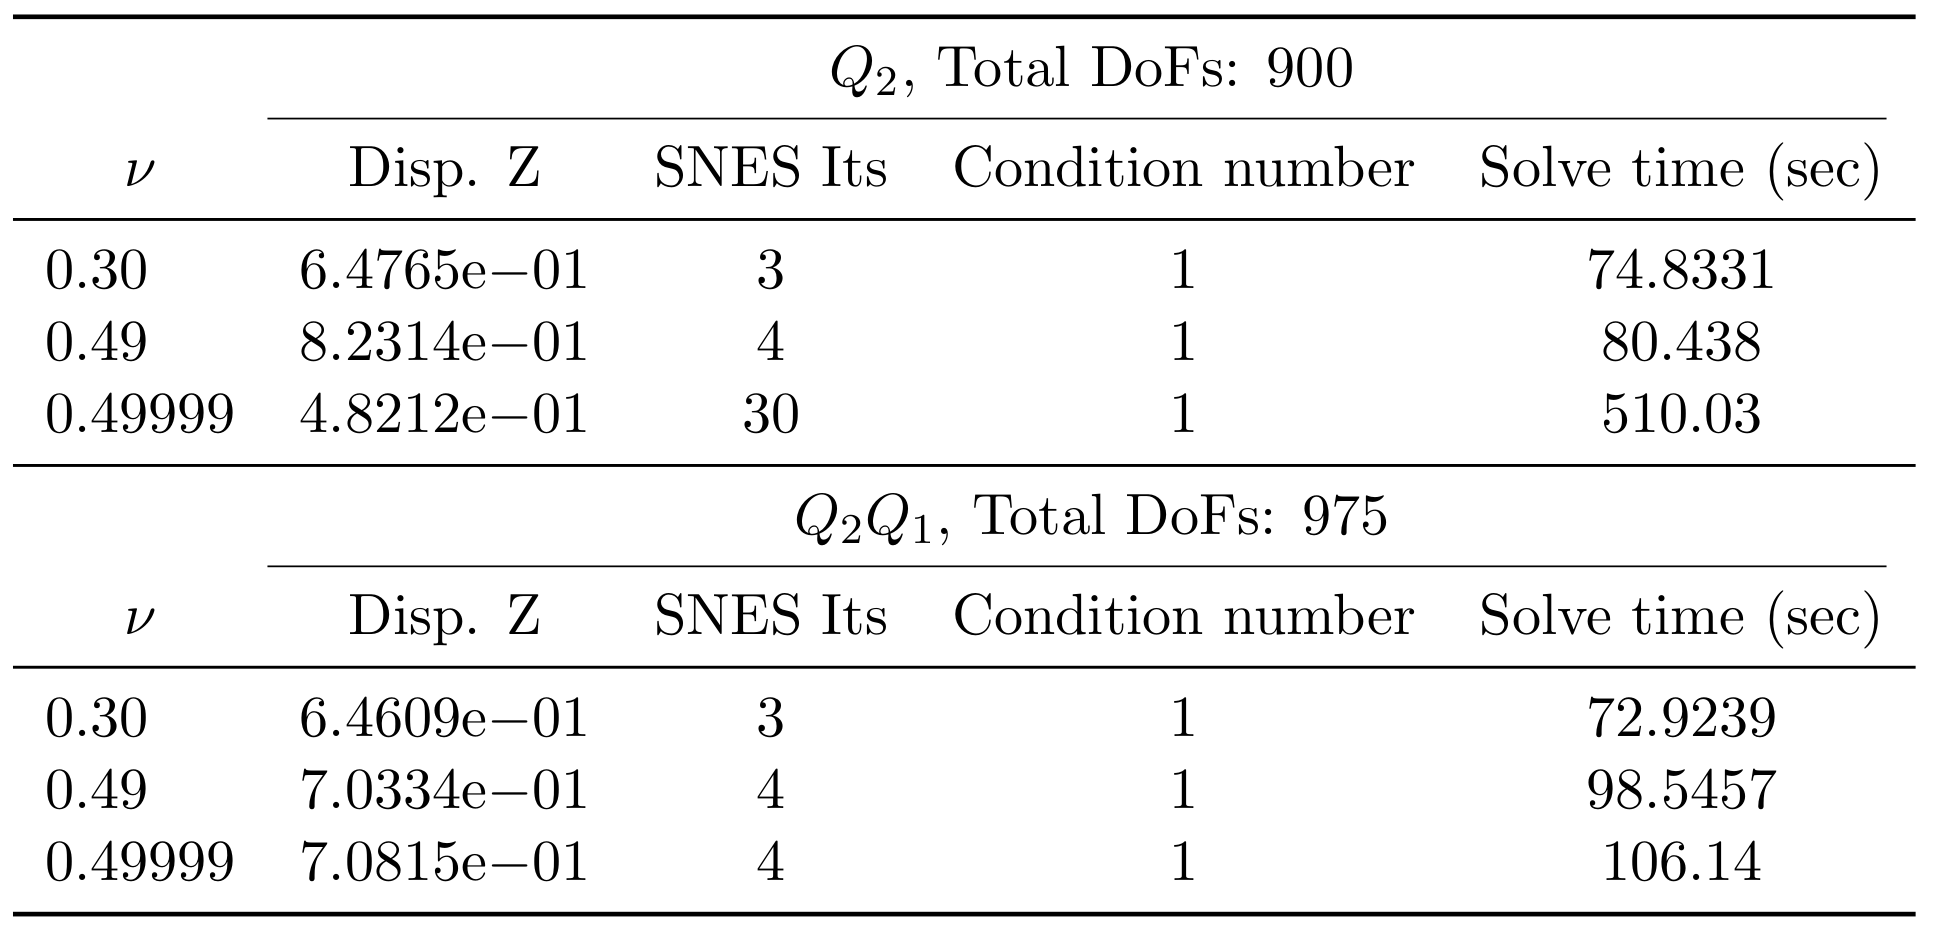 Q2, Total DoFs: 900
ν Disp. Z SNES Its Condition number Solve time (sec)
0.30 6.4765e−01 3 1 74.8331
0.49 8.2314e−01 4 1 80.438
0.49999 4.8212e−01 30 1 510.03
Q2Q1, Total DoFs: 975
ν Disp. Z SNES Its Condition number Solve time (sec)
0.30 6.4609e−01 3 1 72.9239
0.49 7.0334e−01 4 1 98.5457
0.49999 7.0815e−01 4 1 106.14